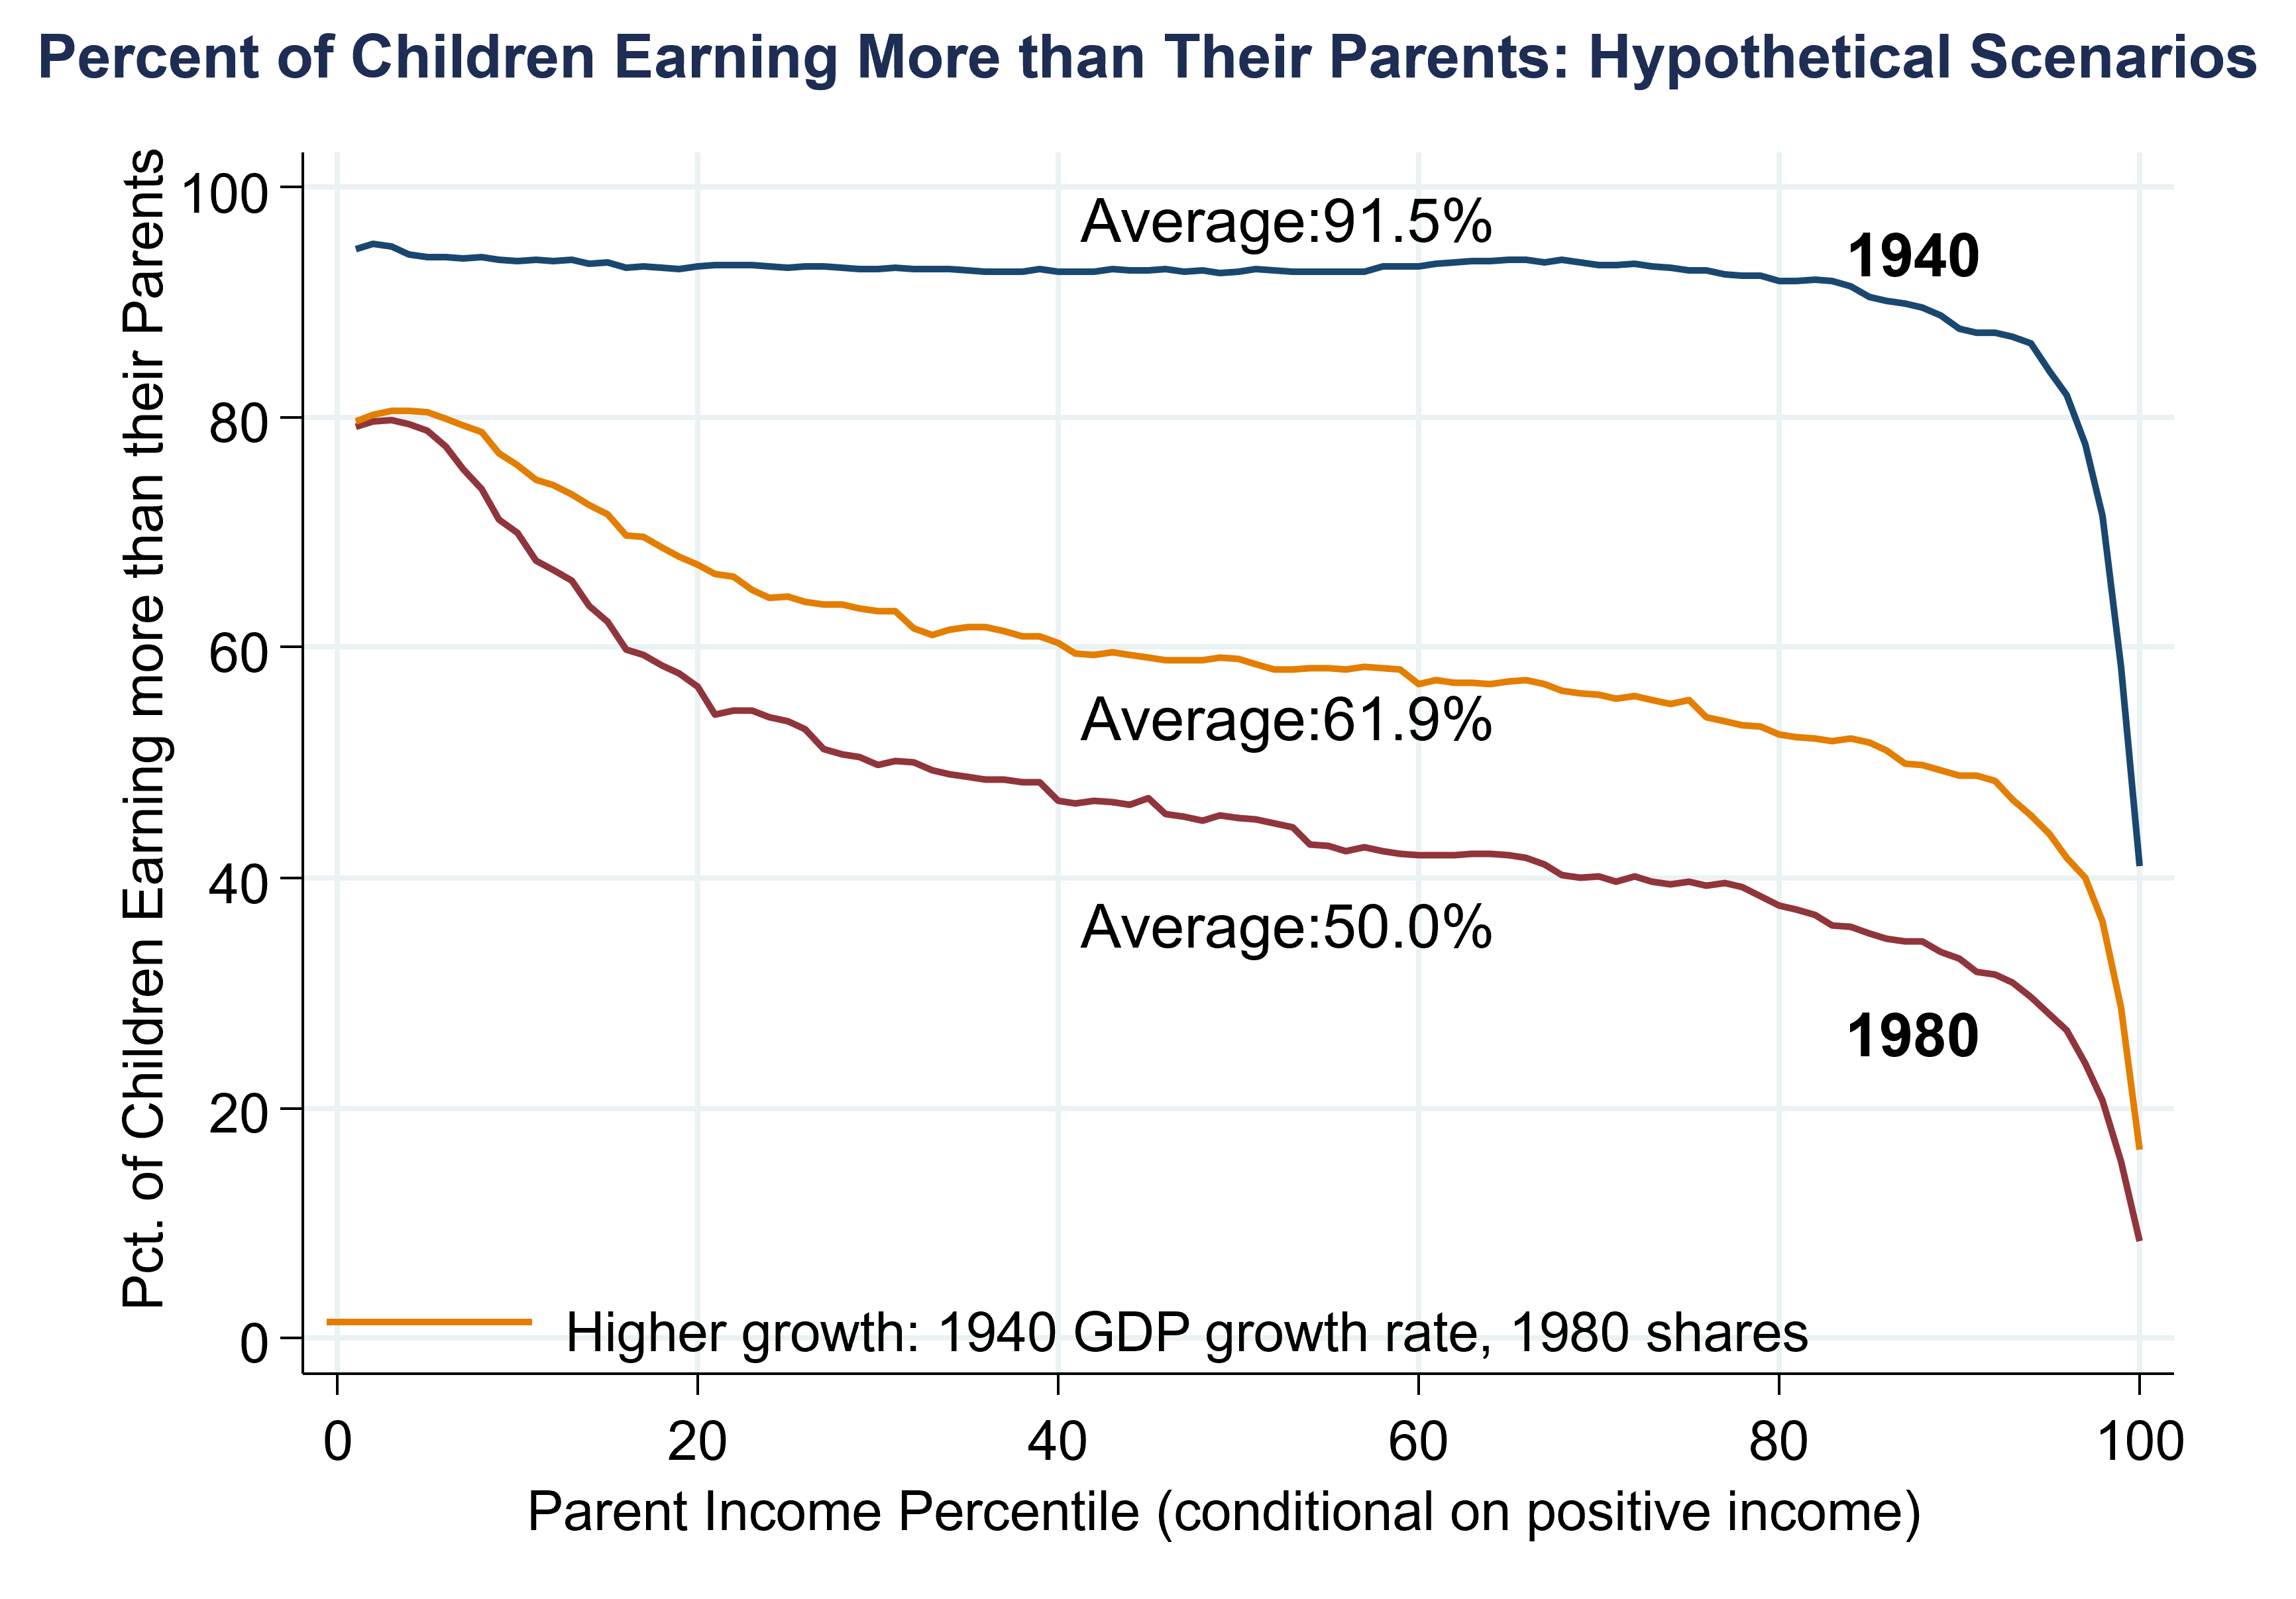 Percent of Children Earning More than Their Parents: Hypothetical Scenarios
Pct. of Children Earning more than their Parents
100
80
60
40
20
0
Average:91.5%
1940
Average:61.9%
Average:50.0%
1980
Higher growth: 1940 GDP growth rate, 1980 shares
0 20 40 60 80 100
Parent Income Percentile (conditional on positive income)